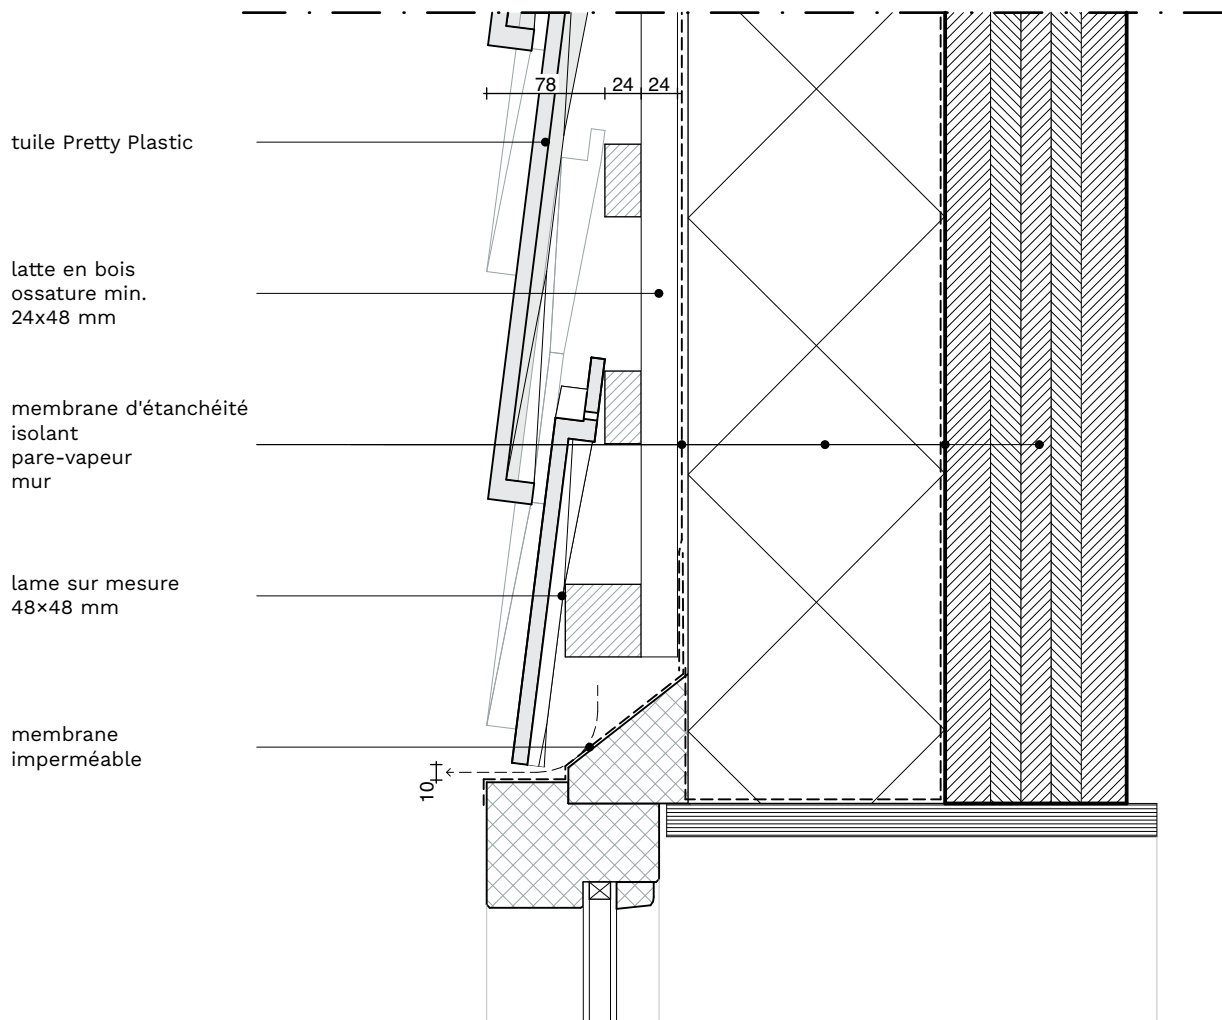 78
24
24
tuile Pretty Plastic
latte en bois
ossature min.
24x48 mm
membrane d'étanchéité
isolant
pare-vapeur
mur
lame sur mesure
48×48 mm
membrane
imperméable
10